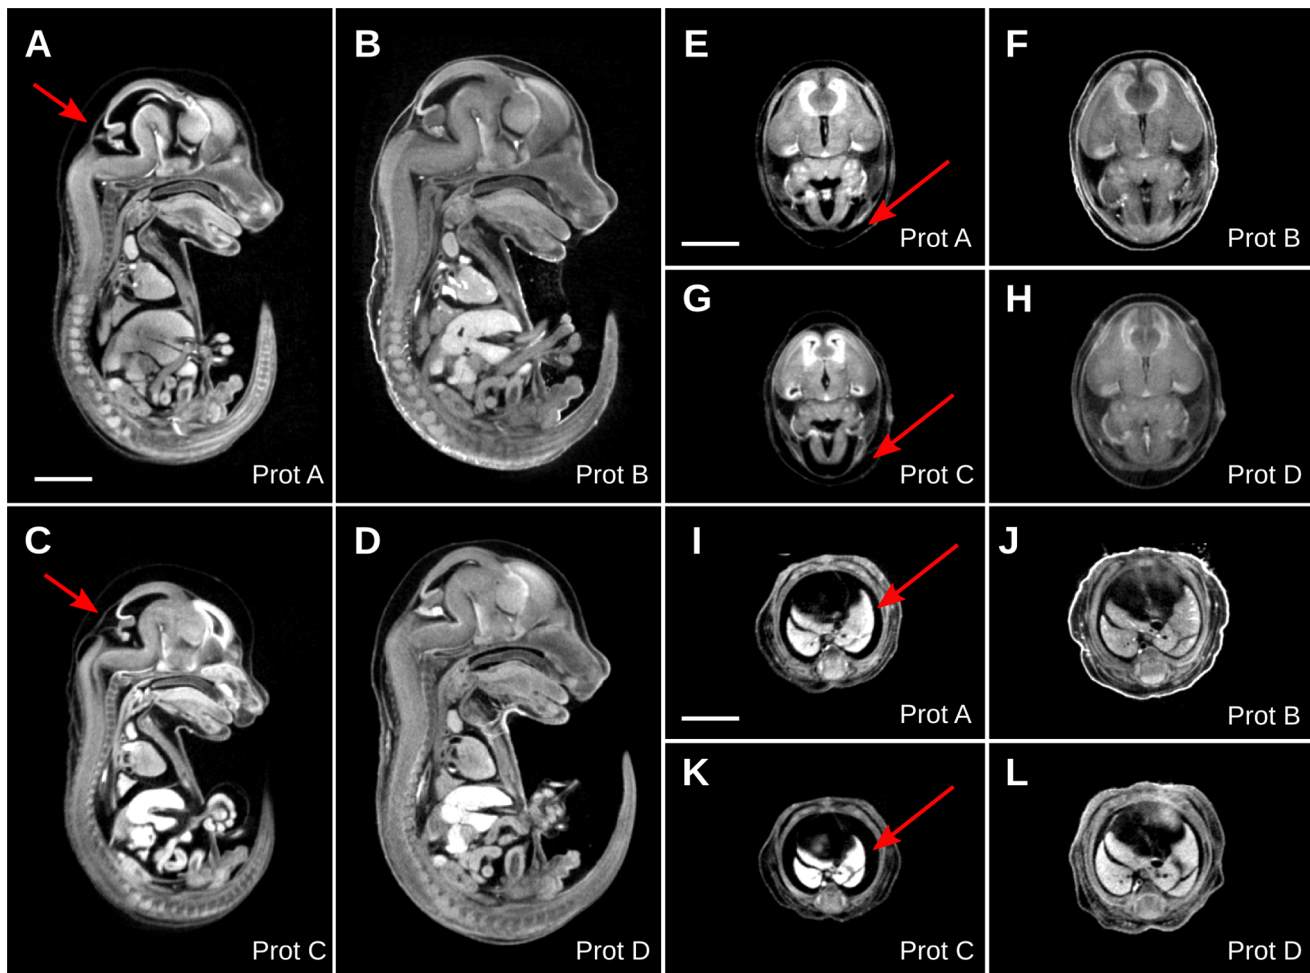 A
B
E
F
Prot A
Prot B
G
H
Prot A
Prot B
Prot C
Prot D
C
D
I
J
Prot A
Prot B
K
L
Prot C
Prot D
Prot C
Prot D